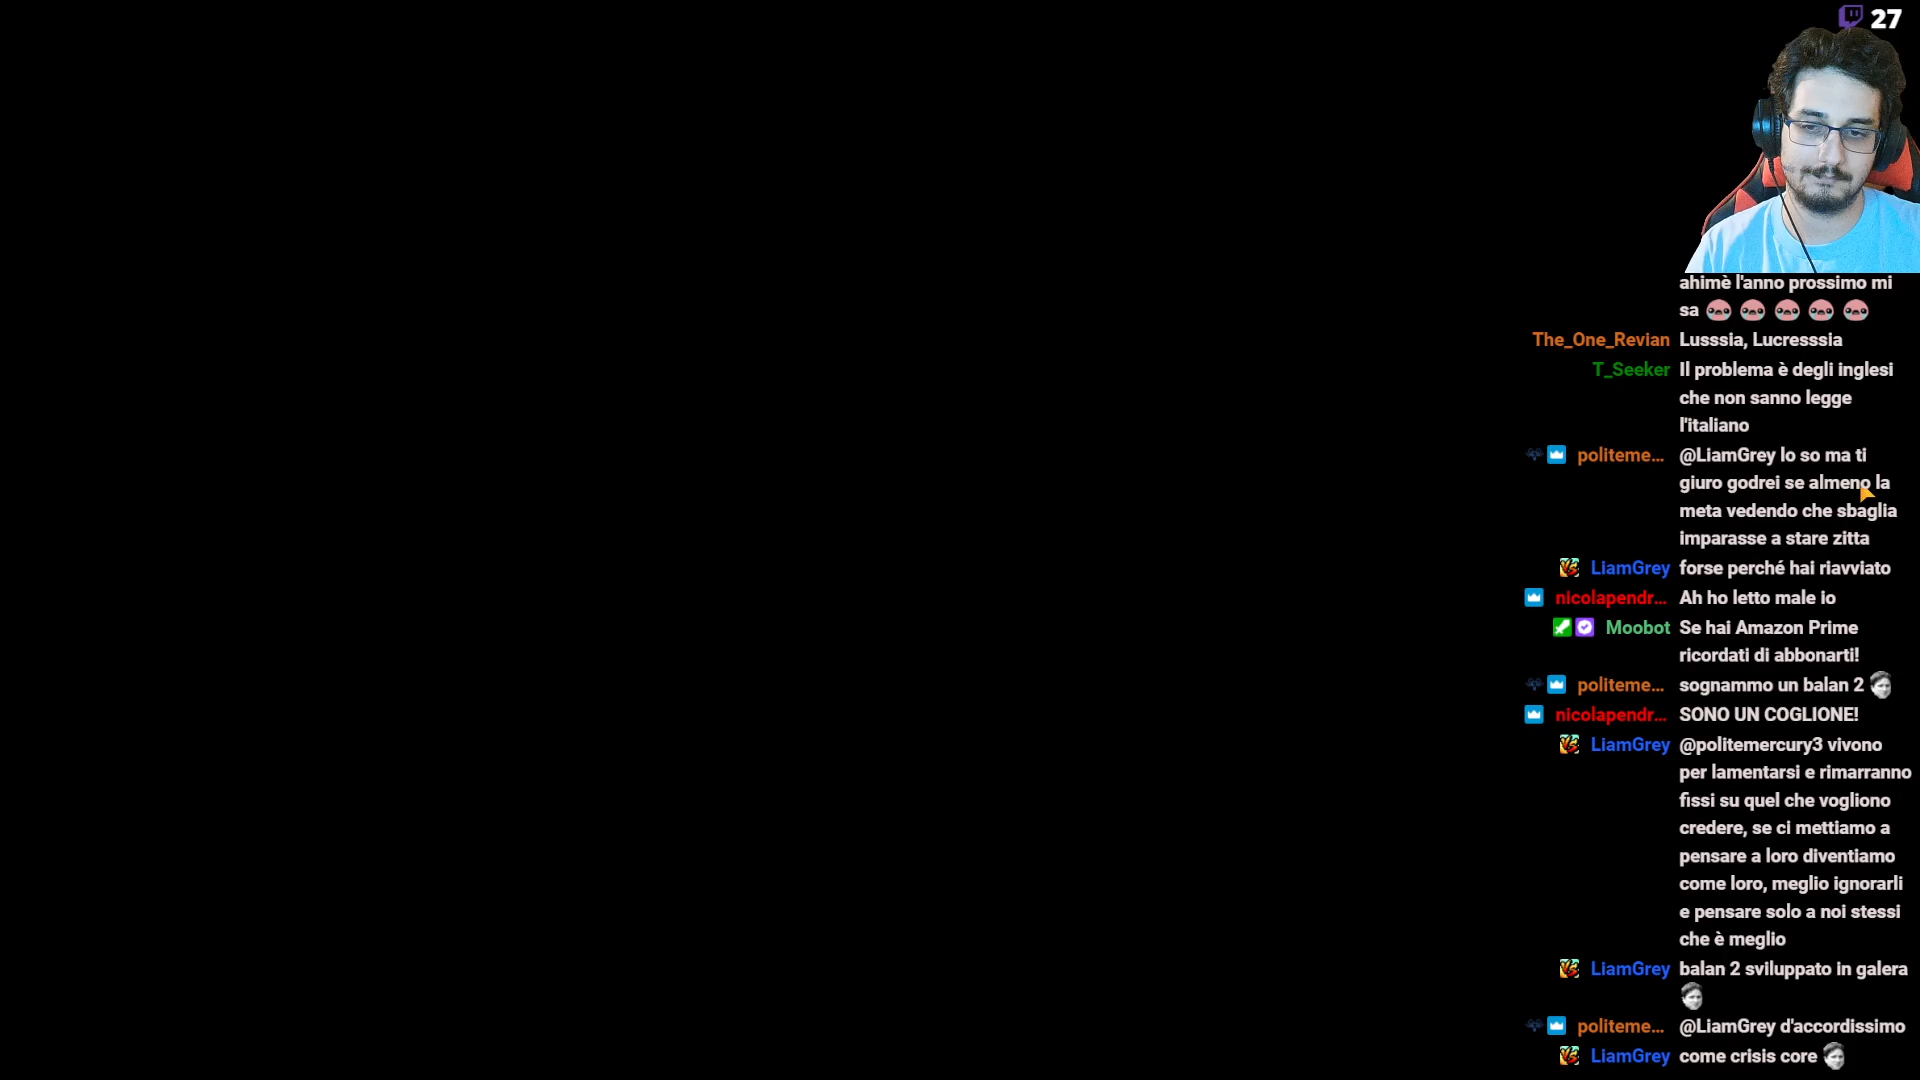 27
ahimè l'anno prossimo mi
sa
The_One_Revian Lusssia, Lucresssia
T_Seeker Il problema è degli inglesi
che non sanno legge
l'italiano
politeme... @LiamGrey lo so ma ti
giuro godrei se almeno la
meta vedendo che sbaglia
imparasse a stare zitta
LiamGrey forse perché hai riavviato
nicolapendr... Ah ho letto male io
Moobot Se hai Amazon Prime
ricordati di abbonarti!
politeme... sognammo un balan 2
nicolapendr... SONO UN COGLIONE!
LiamGrey @politemercury3 vivono
per lamentarsi e rimarranno
fissi su quel che vogliono
credere, se ci mettiamo a
pensare a loro diventiamo
come loro, meglio ignorarli
e pensare solo a noi stessi
che è meglio
LiamGrey balan 2 sviluppato in galera
politeme... @LiamGrey d'accordissimo
LiamGrey come crisis core